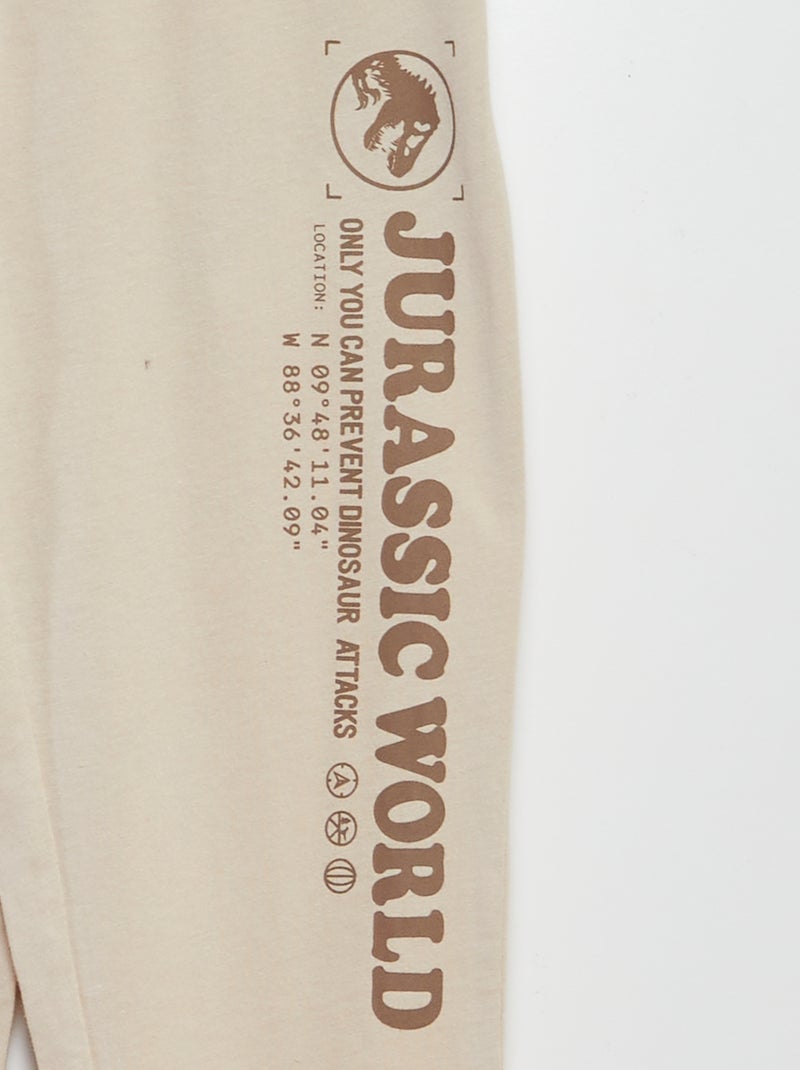 JURASSIC WORLD
ONLY YOU CAN PREVENT DINOSAUR ATTACKS
LOCATION: N 09°48'11.04"
W 88°36'42.09"
A